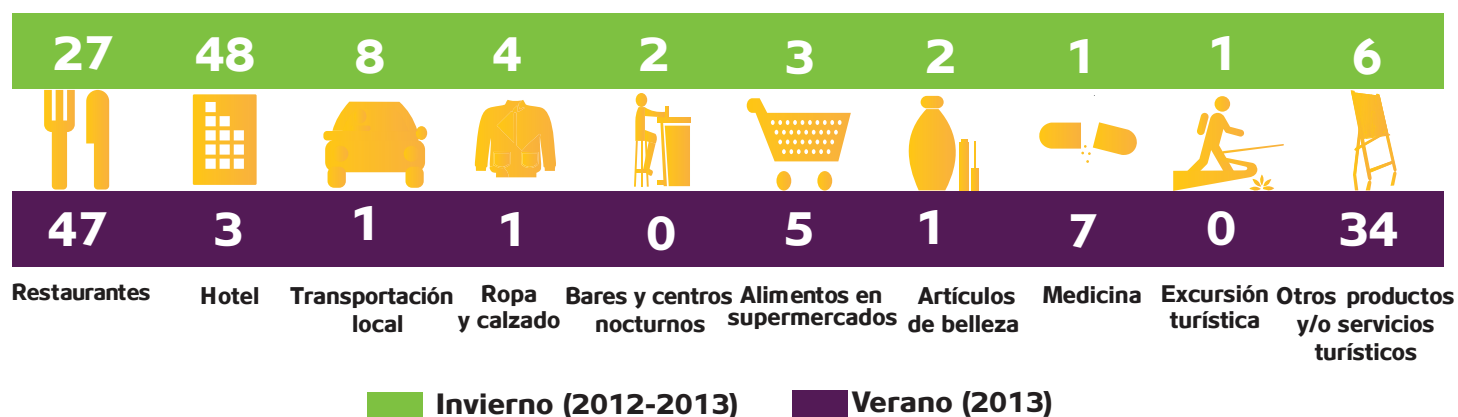 27 48 8 4 2 3 2 1 1 6
47 3 1 1 0 5 1 7 0 34
Restaurantes
Hotel
Transportación
local
Ropa
y calzado
Bares y centros
nocturnos
Alimentos en
supermercados
Artículos
de belleza
Medicina
Excursión
turística
Otros productos
y/o servicios
turísticos
Invierno (2012-2013)
Verano (2013)